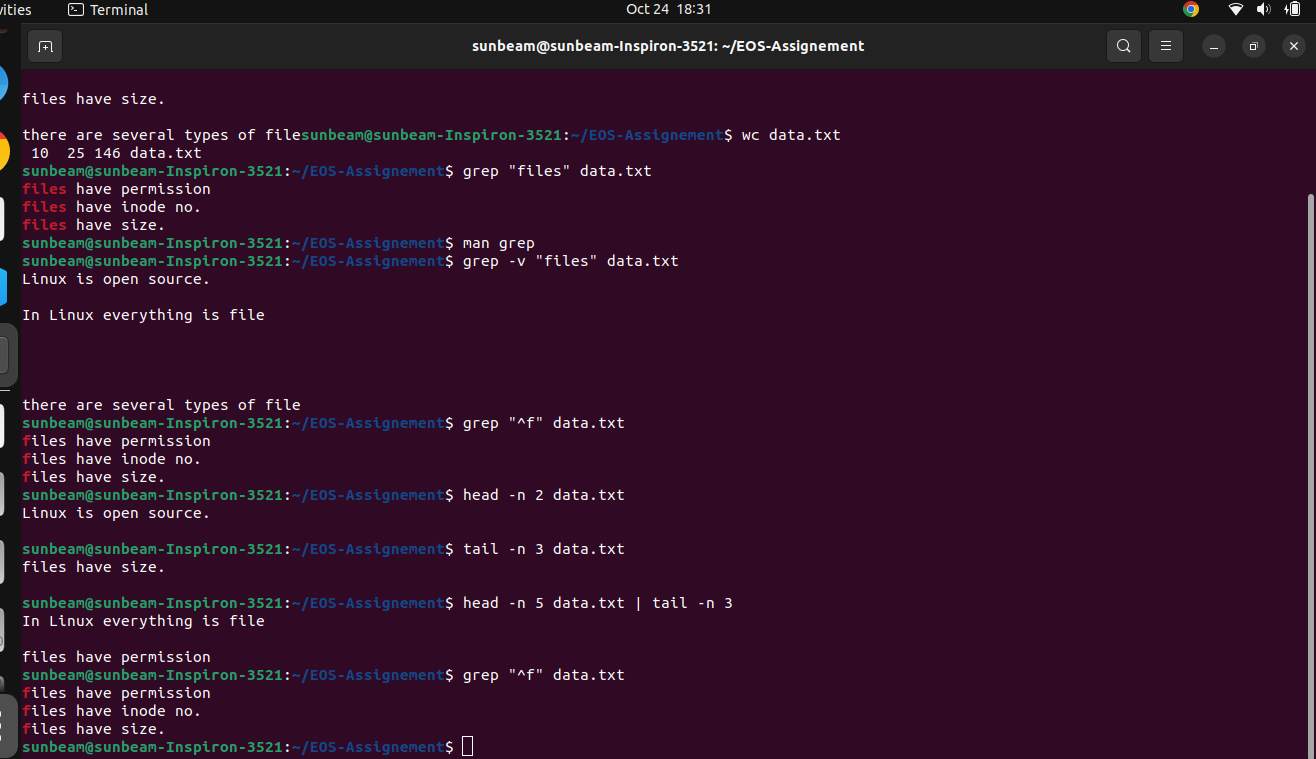 vities Terminal Oct 24 18:31
sunbeam@sunbeam-Inspiron-3521: ~/EOS-Assignement
files have size.
there are several types of filesunbeam@sunbeam-Inspiron-3521:~/EOS-Assignement$ wc data.txt
 10  25 146 data.txt
sunbeam@sunbeam-Inspiron-3521:~/EOS-Assignement$ grep "files" data.txt
files have permission
files have inode no.
files have size.
sunbeam@sunbeam-Inspiron-3521:~/EOS-Assignement$ man grep
sunbeam@sunbeam-Inspiron-3521:~/EOS-Assignement$ grep -v "files" data.txt
Linux is open source.
In Linux everything is file
there are several types of file
sunbeam@sunbeam-Inspiron-3521:~/EOS-Assignement$ grep "^f" data.txt
files have permission
files have inode no.
files have size.
sunbeam@sunbeam-Inspiron-3521:~/EOS-Assignement$ head -n 2 data.txt
Linux is open source.
sunbeam@sunbeam-Inspiron-3521:~/EOS-Assignement$ tail -n 3 data.txt
files have size.
sunbeam@sunbeam-Inspiron-3521:~/EOS-Assignement$ head -n 5 data.txt | tail -n 3
In Linux everything is file
files have permission
sunbeam@sunbeam-Inspiron-3521:~/EOS-Assignement$ grep "^f" data.txt
files have permission
files have inode no.
files have size.
sunbeam@sunbeam-Inspiron-3521:~/EOS-Assignement$